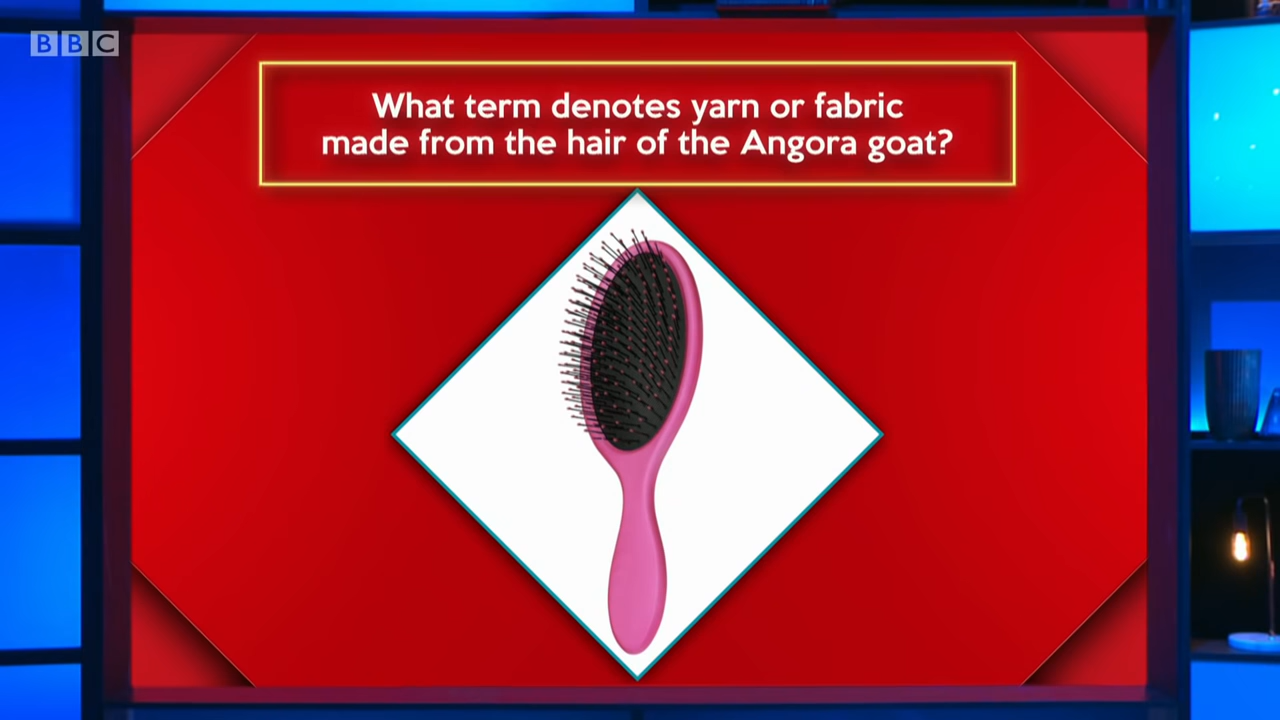 BBC
What term denotes yarn or fabric
made from the hair of the Angora goat?